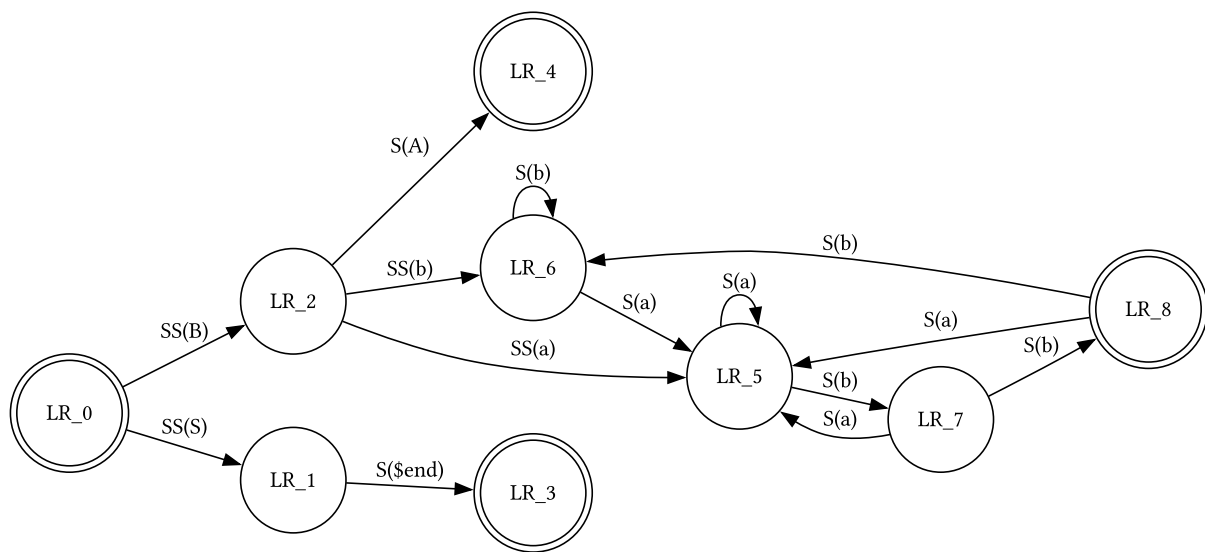 LR_4
S(A)
S(b)
LR_6
S(b)
SS(b)
S(a)
LR_2
S(a)
LR_8
SS(B)
S(a)
SS(a)
S(b)
LR_5
S(b)
LR_0
S(a)
LR_7
SS(S)
LR_1
S($end)
LR_3